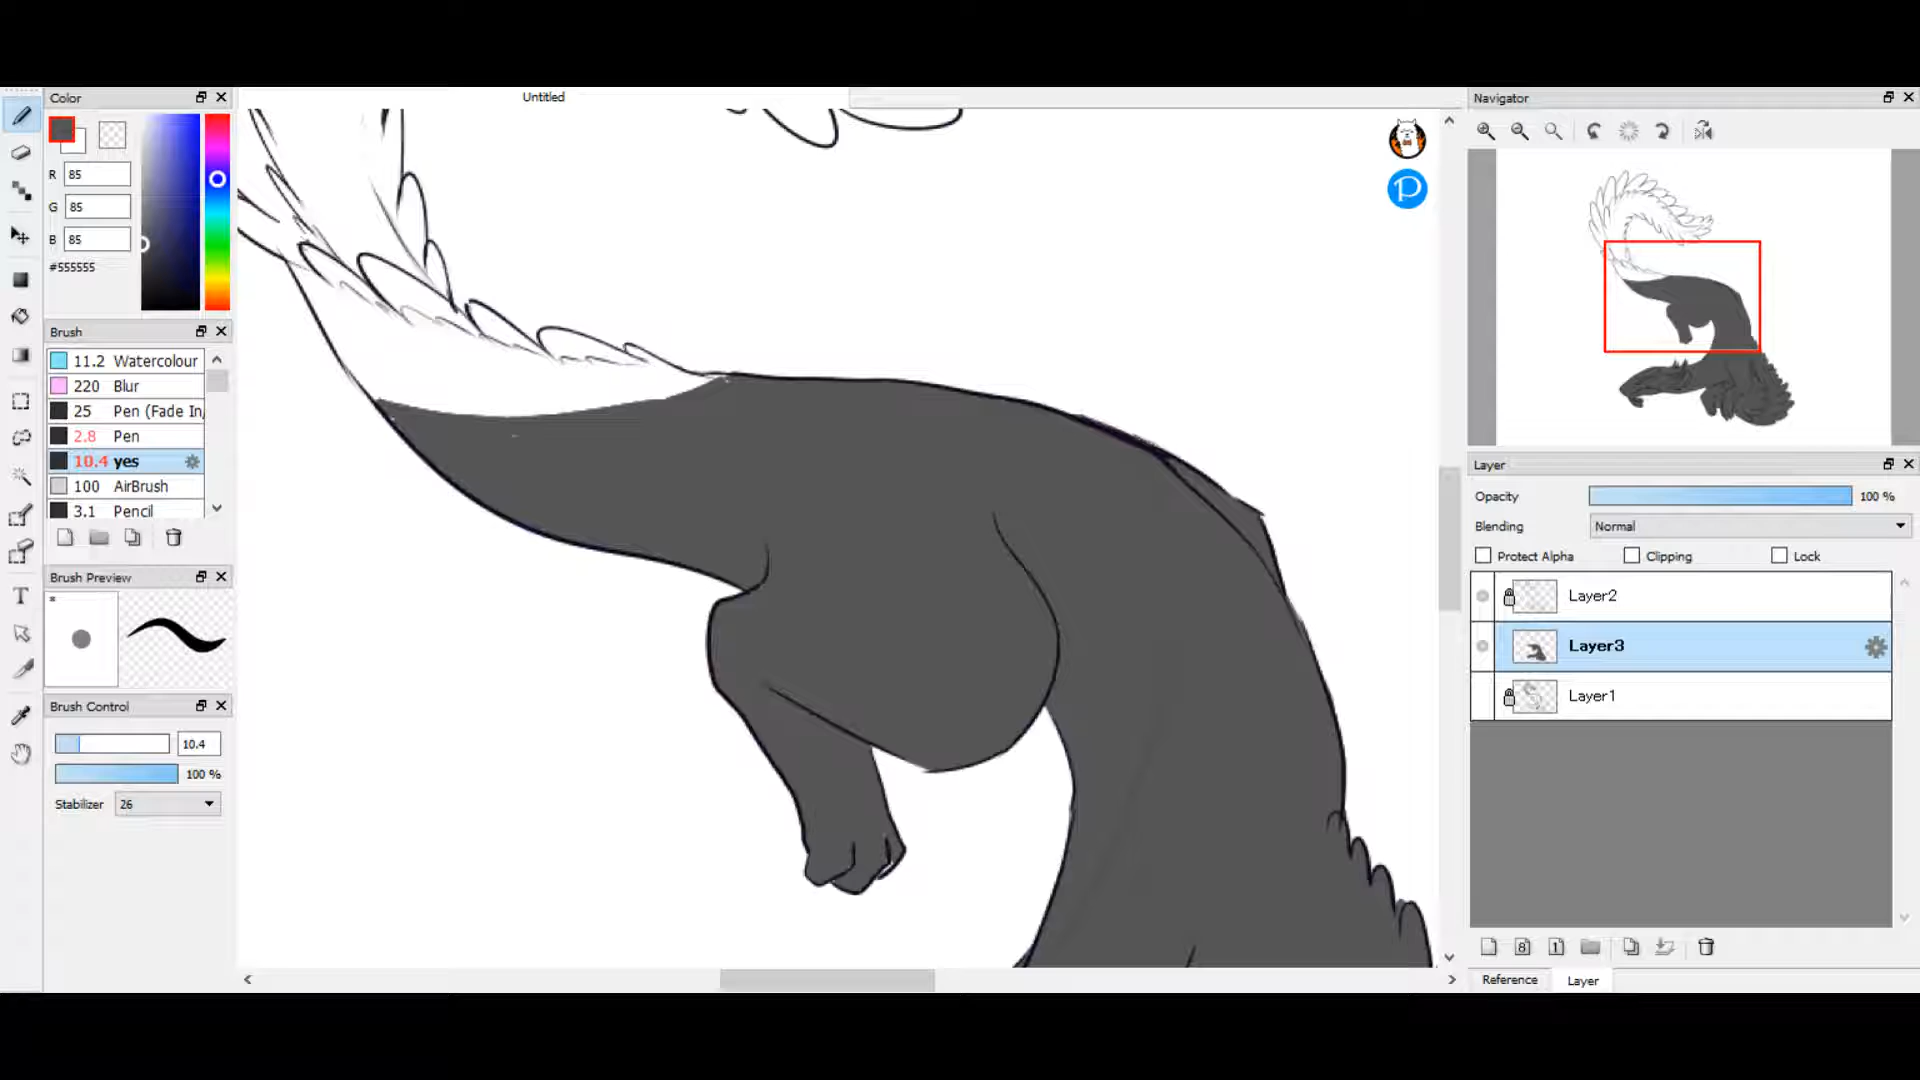 Color
R 85
G 85
B 85
#555555
Brush
11.2 Watercolour
220 Blur
25 Pen (Fade In/
2.8 Pen
10.4 yes
100 AirBrush
3.1 Pencil
Brush Preview
Brush Control
10.4
100 %
Stabilizer 26
T
Untitled
P
Navigator
Layer
Opacity 100 %
Blending Normal
Protect Alpha Clipping Lock
Layer2
Layer3
Layer1
8 1
Reference Layer